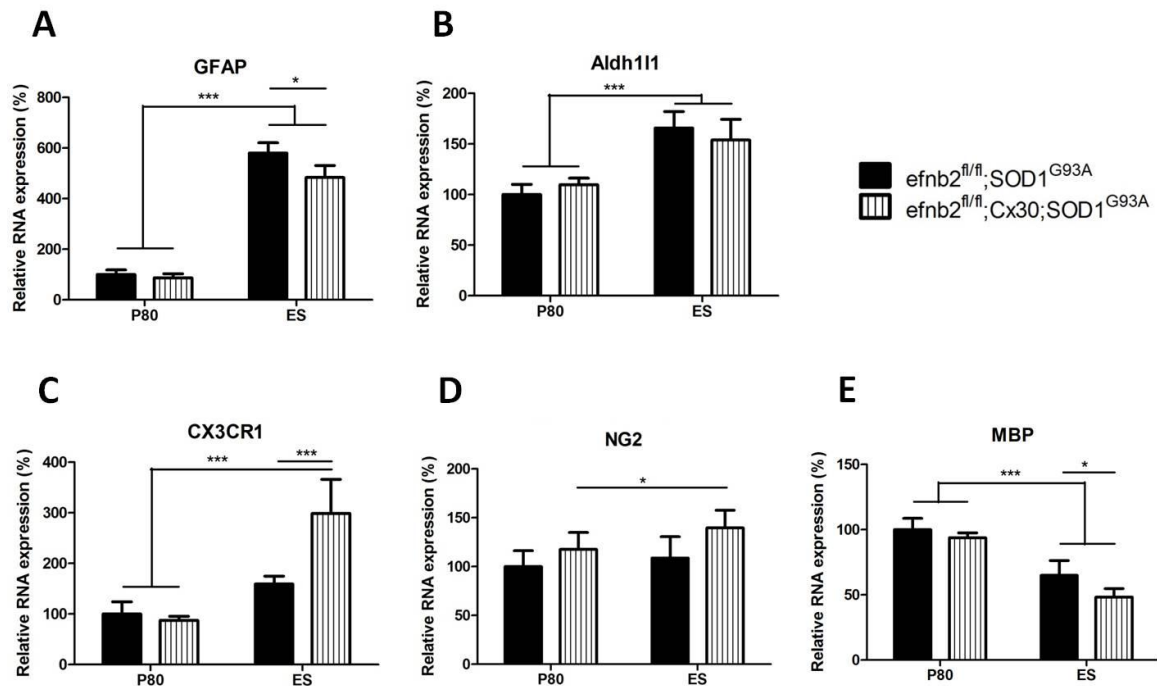 A
GFAP
Relative RNA expression (%)
800
600
400
200
0
***
*
P80
ES
B
Aldh1l1
Relative RNA expression (%)
200
150
100
50
0
***
P80
ES
efnb2fl/fl;SOD1G93A
efnb2fl/fl;Cx30;SOD1G93A
C
CX3CR1
Relative RNA expression (%)
400
300
200
100
0
***
***
P80
ES
D
NG2
Relative RNA expression (%)
200
150
100
50
0
*
P80
ES
E
MBP
Relative RNA expression (%)
150
100
50
0
***
*
P80
ES